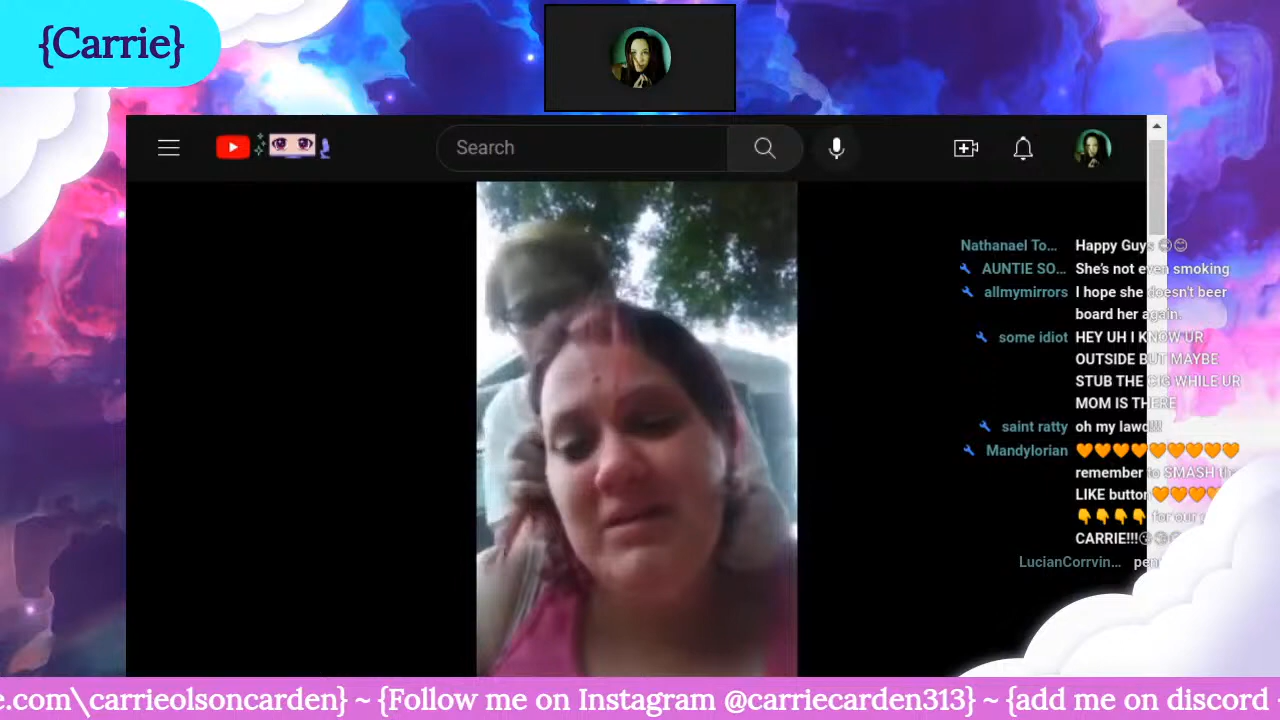 {Carrie}
Search
Nathanael To... Happy Guys
AUNTIE SO... She's not even smoking
allmymirrors I hope she doesn't beer
board her again.
some idiot HEY UH I KNOW UR
OUTSIDE BUT MAYBE
STUB THE CIG WHILE UR
MOM IS THERE
saint ratty oh my lawd!!!
Mandylorian 🧡🧡🧡🧡🧡🧡🧡🧡🧡
remember to SMASH the
LIKE button🧡🧡🧡🧡
👇👇👇👇 for our
CARRIE!!!
LucianCorrvin...
e.com\carrieolsoncarden} ~ {Follow me on Instagram @carriecarden313} ~ {add me on discord